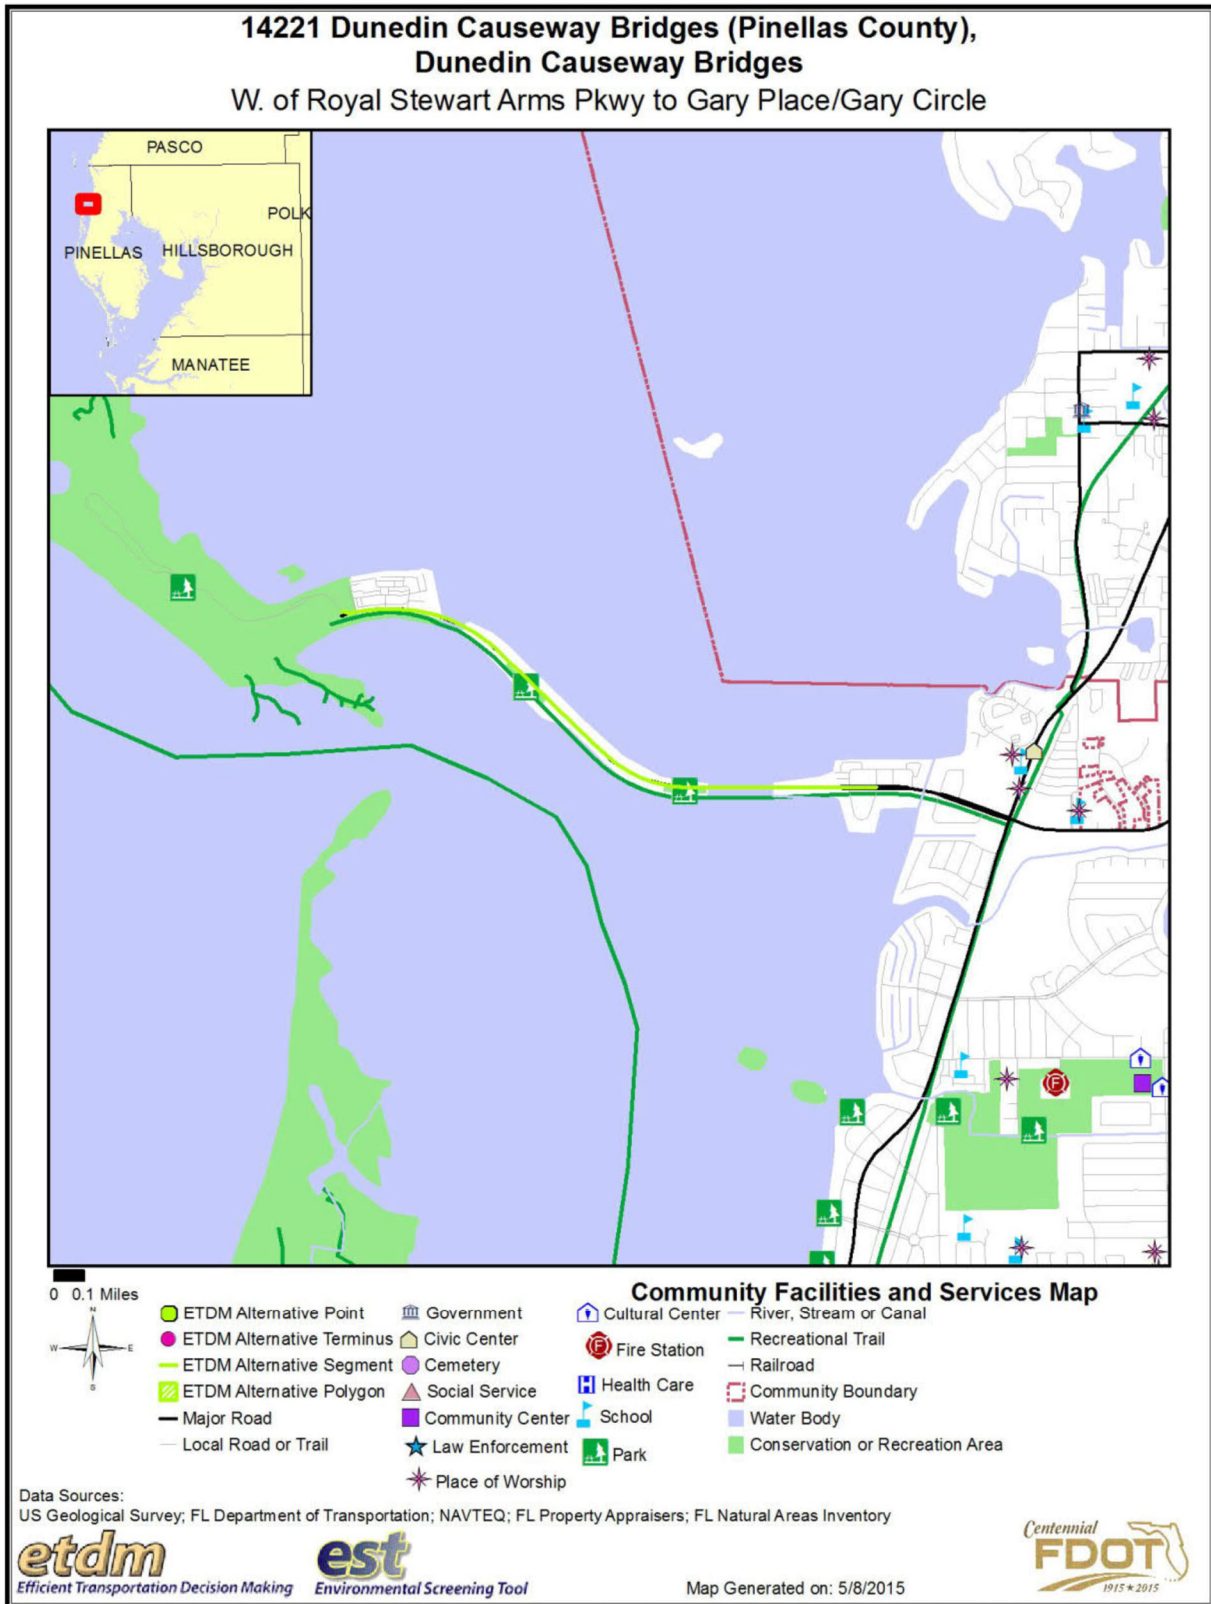 14221 Dunedin Causeway Bridges (Pinellas County),
Dunedin Causeway Bridges
W. of Royal Stewart Arms Pkwy to Gary Place/Gary Circle
PASCO
POLK
PINELLAS HILLSBOROUGH
MANATEE
F
0 0.1 Miles
N
W E
S
Community Facilities and Services Map
ETDM Alternative Point
ETDM Alternative Terminus
ETDM Alternative Segment
ETDM Alternative Polygon
Major Road
Local Road or Trail
Government
Civic Center
Cemetery
Social Service
Community Center
Law Enforcement
Place of Worship
Cultural Center
F Fire Station
H Health Care
School
Park
River, Stream or Canal
Recreational Trail
Railroad
Community Boundary
Water Body
Conservation or Recreation Area
Data Sources:
US Geological Survey; FL Department of Transportation; NAVTEQ; FL Property Appraisers; FL Natural Areas Inventory
etdm
Efficient Transportation Decision Making
est
Environmental Screening Tool
Map Generated on: 5/8/2015
Centennial
FDOT
1915★2015